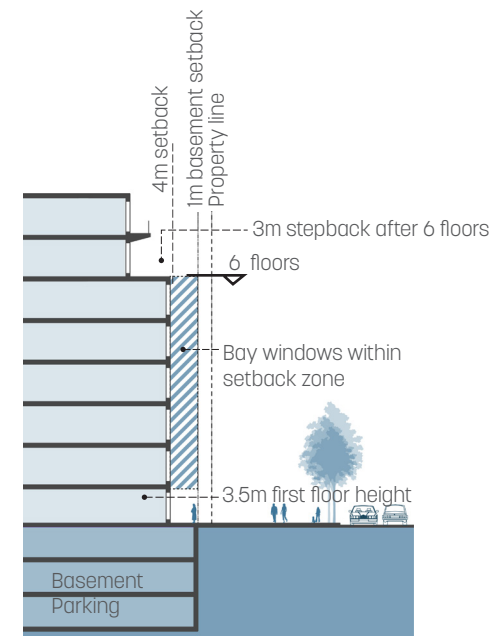 4m setback
1m basement setback
Property line
3m stepback after 6 floors
6 floors
Bay windows within
setback zone
3.5m first floor height
Basement
Parking